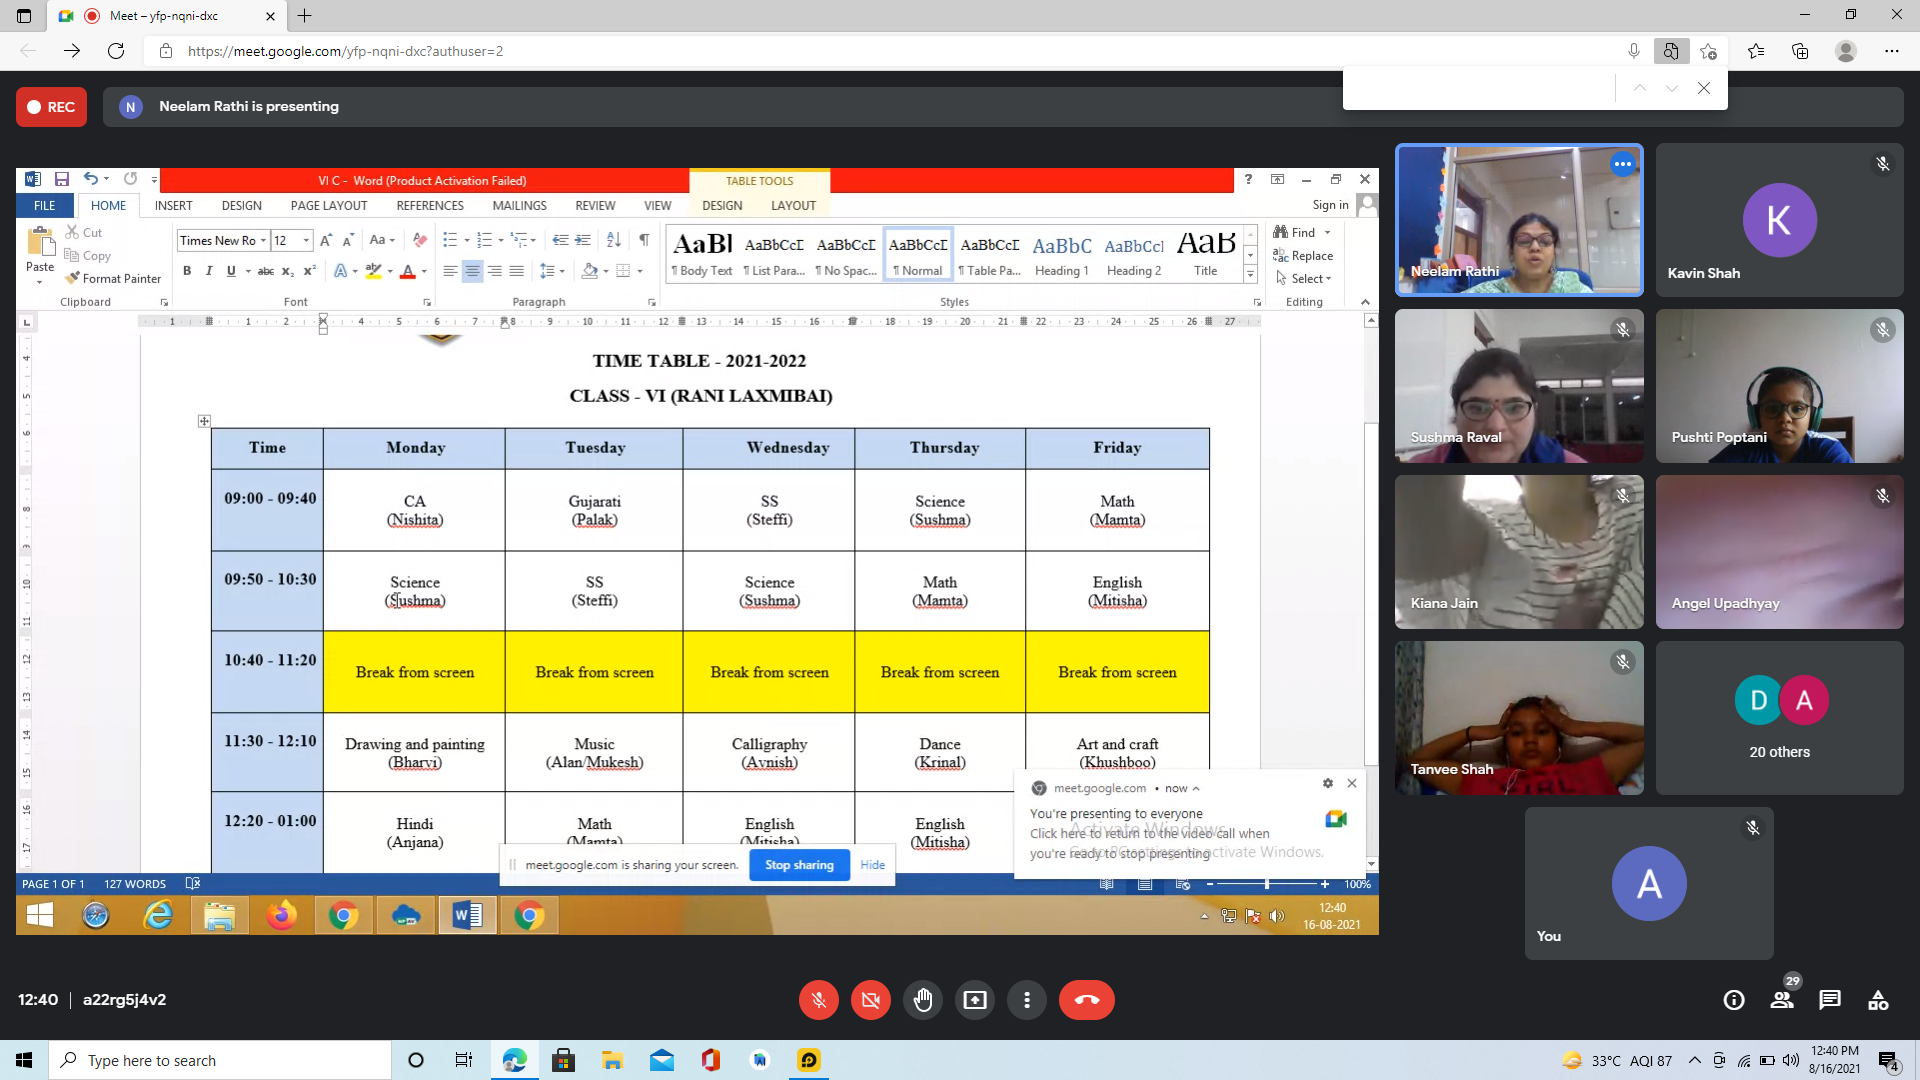 Meet – yfp-nqni-dxc
https://meet.google.com/yfp-nqni-dxc?authuser=2
REC
N
Neelam Rathi is presenting
VI C - Word (Product Activation Failed)
TABLE TOOLS
FILE HOME INSERT DESIGN PAGE LAYOUT REFERENCES MAILINGS REVIEW VIEW DESIGN LAYOUT Sign in
Cut
Copy
Format Painter
Paste
Clipboard
Times New Ro 12
Font
Paragraph
AaBl AaBbCcI AaBbCcI AaBbCcI AaBbCcI AaBbC AaBbCcI AaB
¶ Body Text ¶ List Para... ¶ No Spac... ¶ Normal ¶ Table Pa... Heading 1 Heading 2 Title
Styles
Find
Replace
Select
Editing
TIME TABLE - 2021-2022
CLASS - VI (RANI LAXMIBAI)
Time Monday Tuesday Wednesday Thursday Friday
09:00 - 09:40
CA Gujarati SS Science Math
(Nishita) (Palak) (Steffi) (Sushma) (Mamta)
09:50 - 10:30
Science SS Science Math English
(Sushma) (Steffi) (Sushma) (Mamta) (Mitisha)
10:40 - 11:20
Break from screen Break from screen Break from screen Break from screen Break from screen
11:30 - 12:10
Drawing and painting Music Calligraphy Dance Art and craft
(Bharvi) (Alan/Mukesh) (Avnish) (Krinal) (Khushboo)
12:20 - 01:00
Hindi Math English English
(Anjana) (Mamta) (Mitisha) (Mitisha)
meet.google.com • now
You're presenting to everyone
Click here to return to the video call when
you're ready to stop presenting
Activate Windows
Go to PC settings to activate Windows.
meet.google.com is sharing your screen. Stop sharing Hide
PAGE 1 OF 1 127 WORDS 100%
12:40
16-08-2021
Neelam Rathi
K
Kavin Shah
Sushma Raval
Pushti Poptani
Kiana Jain
Angel Upadhyay
Tanvee Shah
D A
20 others
A
You
12:40 | a22rg5j4v2
29
Type here to search
33°C AQI 87
12:40 PM
8/16/2021
4